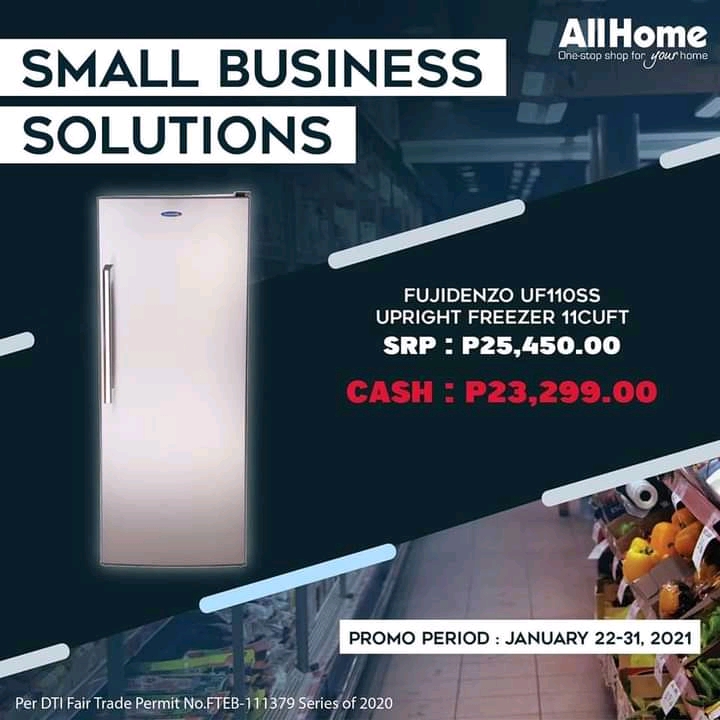 AllHome
One-stop shop for your home
SMALL BUSINESS
SOLUTIONS
FUJIDENZO UF110SS
UPRIGHT FREEZER 11CUFT
SRP : P25,450.00
CASH : P23,299.00
PROMO PERIOD : JANUARY 22-31, 2021
Per DTI Fair Trade Permit No.FTEB-111379 Series of 2020